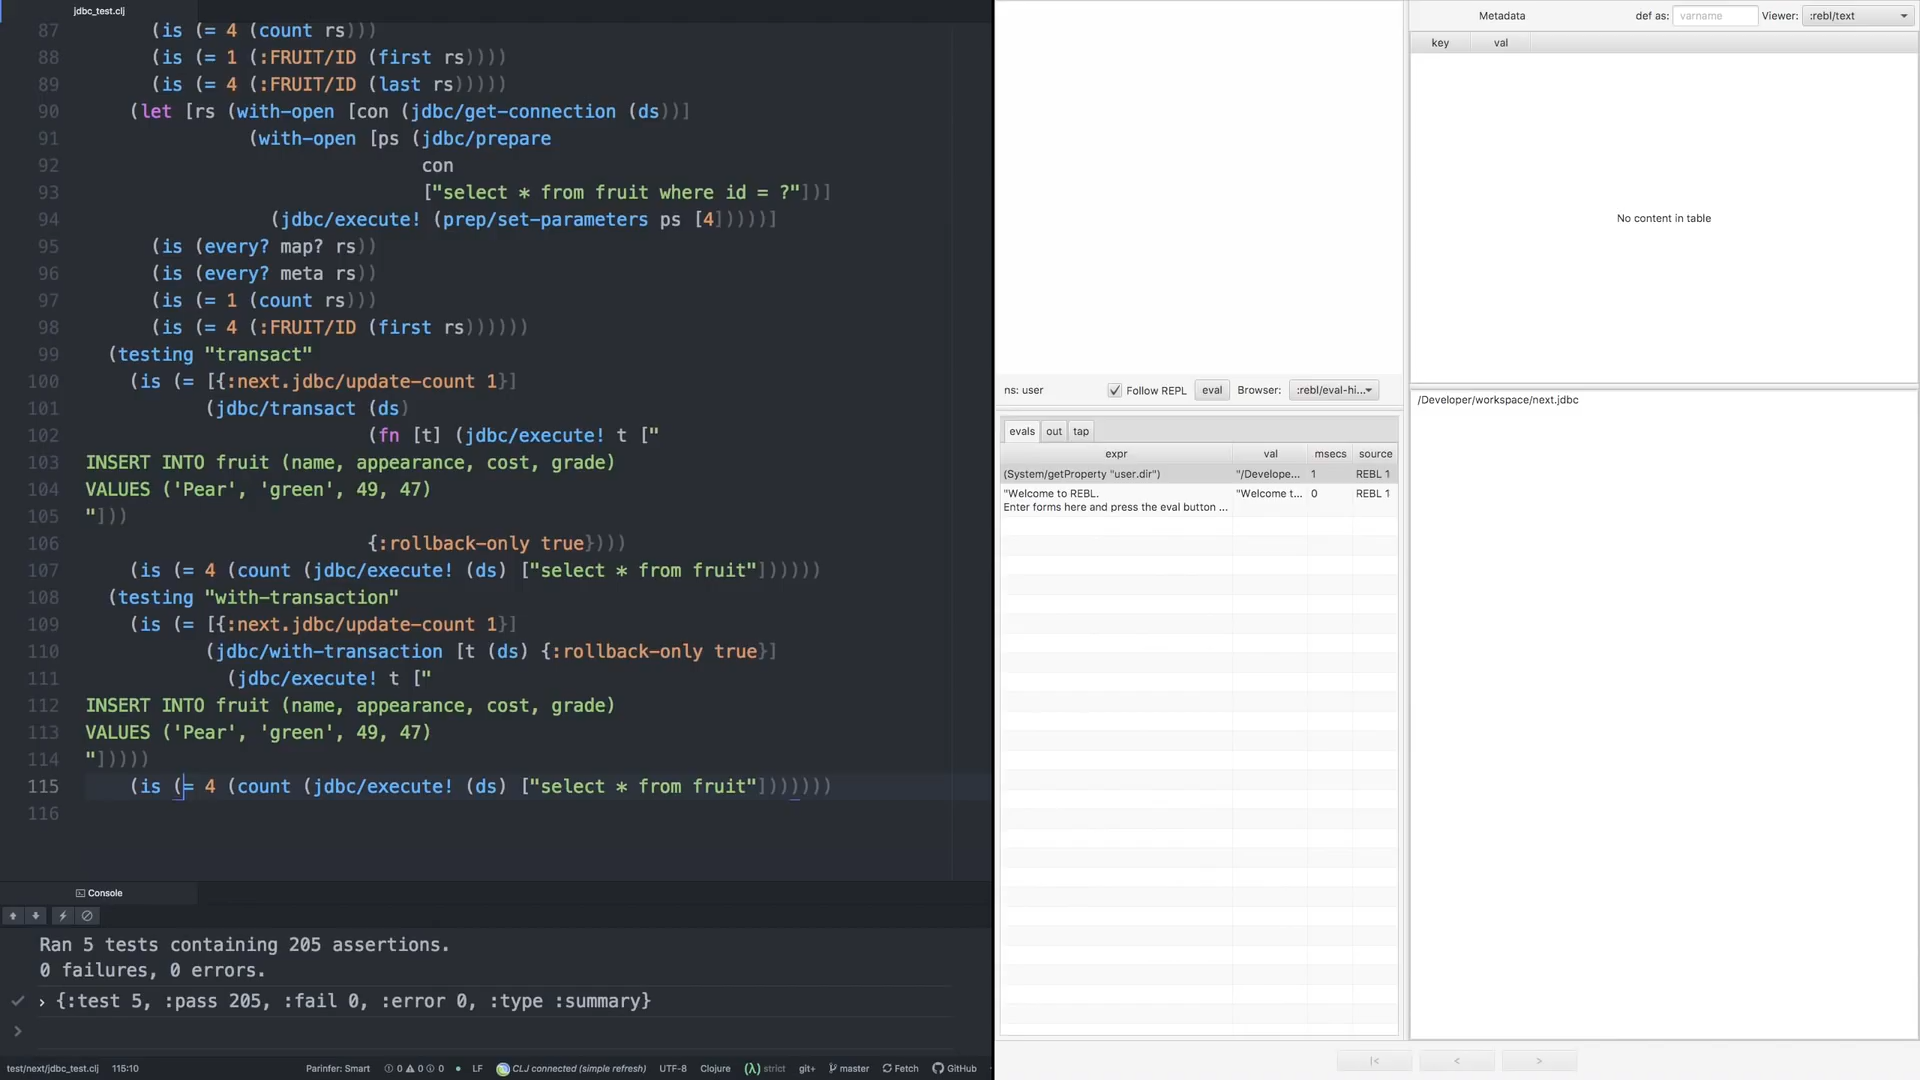 jdbc_test.clj
87 (is (= 4 (count rs)))
88 (is (= 1 (:FRUIT/ID (first rs))))
89 (is (= 4 (:FRUIT/ID (last rs)))))
90 (let [rs (with-open [con (jdbc/get-connection (ds))]
91 (with-open [ps (jdbc/prepare
92 con
93 ["select * from fruit where id = ?"])]
94 (jdbc/execute! (prep/set-parameters ps [4]))))]
95 (is (every? map? rs))
96 (is (every? meta rs))
97 (is (= 1 (count rs)))
98 (is (= 4 (:FRUIT/ID (first rs))))))
99 (testing "transact"
100 (is (= [{:next.jdbc/update-count 1}]
101 (jdbc/transact (ds)
102 (fn [t] (jdbc/execute! t ["
103 INSERT INTO fruit (name, appearance, cost, grade)
104 VALUES ('Pear', 'green', 49, 47)
105 "]))
106 {:rollback-only true})))
107 (is (= 4 (count (jdbc/execute! (ds) ["select * from fruit"])))))
108 (testing "with-transaction"
109 (is (= [{:next.jdbc/update-count 1}]
110 (jdbc/with-transaction [t (ds) {:rollback-only true}]
111 (jdbc/execute! t ["
112 INSERT INTO fruit (name, appearance, cost, grade)
113 VALUES ('Pear', 'green', 49, 47)
114 "]))))
115 (is (= 4 (count (jdbc/execute! (ds) ["select * from fruit"]))))))
116
Console
Ran 5 tests containing 205 assertions.
0 failures, 0 errors.
› {:test 5, :pass 205, :fail 0, :error 0, :type :summary}
›
test/next/jdbc_test.clj 115:10 Parinfer: Smart 0 0 0 LF CLJ connected (simple refresh) UTF-8 Clojure (λ) strict git+ master Fetch GitHub
ns: user Follow REPL eval Browser: :rebl/eval-hi...
evals out tap
expr val msecs source
(System/getProperty "user.dir") "/Develope... 1 REBL 1
"Welcome to REBL. "Welcome t... 0 REBL 1
Enter forms here and press the eval button ...
Metadata def as: varname Viewer: :rebl/text
key val
No content in table
/Developer/workspace/next.jdbc
|< < >